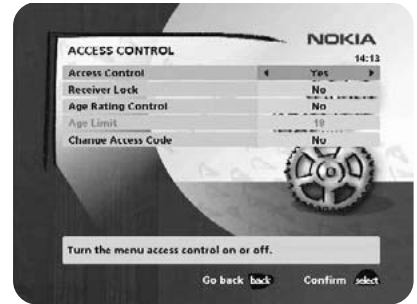 NOKIA
ACCESS CONTROL
14:13
Access Control Yes
Receiver Lock No
Age Rating Control No
Age Limit 18
Change Access Code No
Turn the menu access control on or off.
Go back back Confirm select